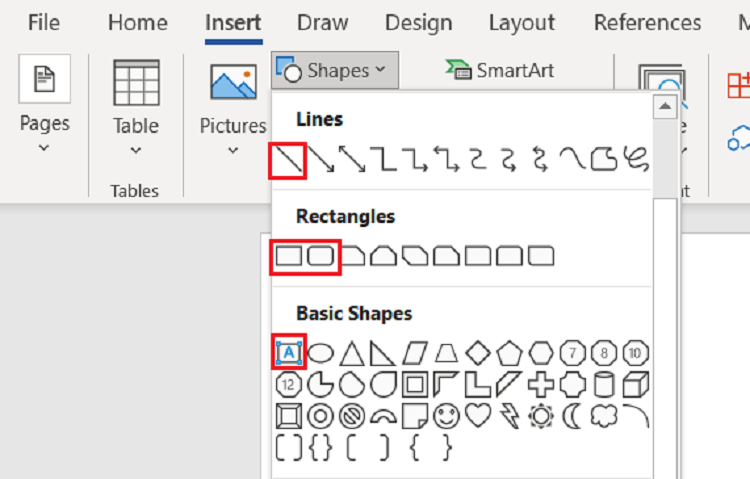 File Home Insert Draw Design Layout References
Shapes SmartArt
Pages Table Pictures
Tables
Lines
Rectangles
Basic Shapes
A 7 8 10
12